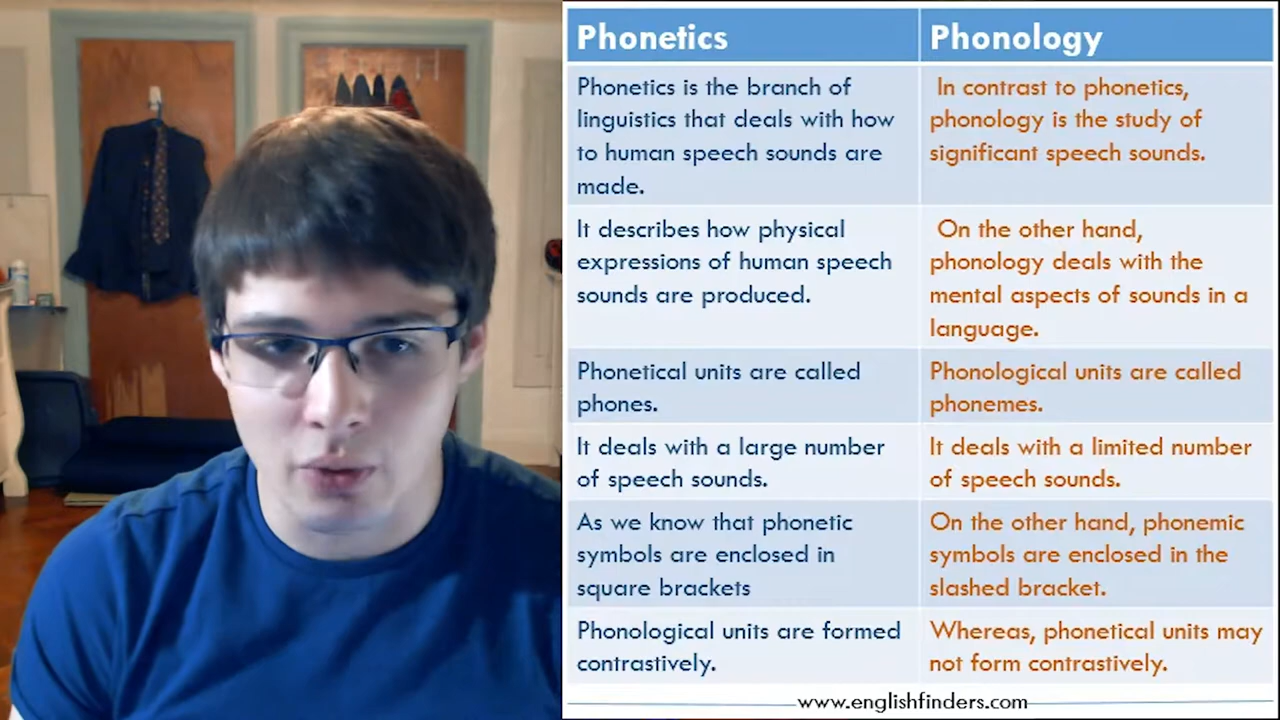 Phonetics
Phonology
Phonetics is the branch of
linguistics that deals with how
to human speech sounds are
made.
In contrast to phonetics,
phonology is the study of
significant speech sounds.
It describes how physical
expressions of human speech
sounds are produced.
On the other hand,
phonology deals with the
mental aspects of sounds in a
language.
Phonetical units are called
phones.
Phonological units are called
phonemes.
It deals with a large number
of speech sounds.
It deals with a limited number
of speech sounds.
As we know that phonetic
symbols are enclosed in
square brackets
On the other hand, phonemic
symbols are enclosed in the
slashed bracket.
Phonological units are formed
contrastively.
Whereas, phonetical units may
not form contrastively.
www.englishfinders.com